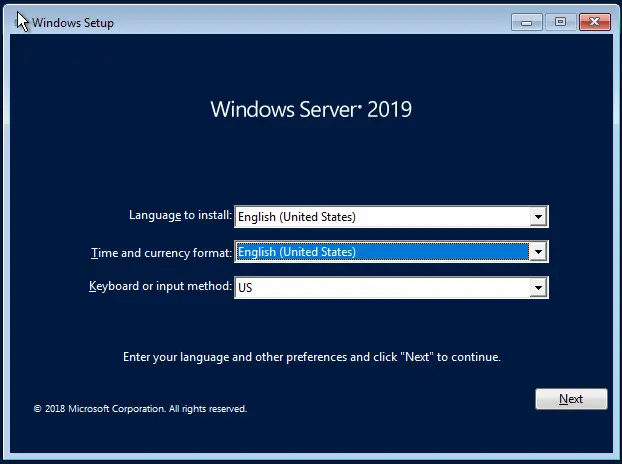 Windows Setup
Windows Server® 2019
Language to install: English (United States)
Time and currency format: English (United States)
Keyboard or input method: US
Enter your language and other preferences and click "Next" to continue.
Next
© 2018 Microsoft Corporation. All rights reserved.